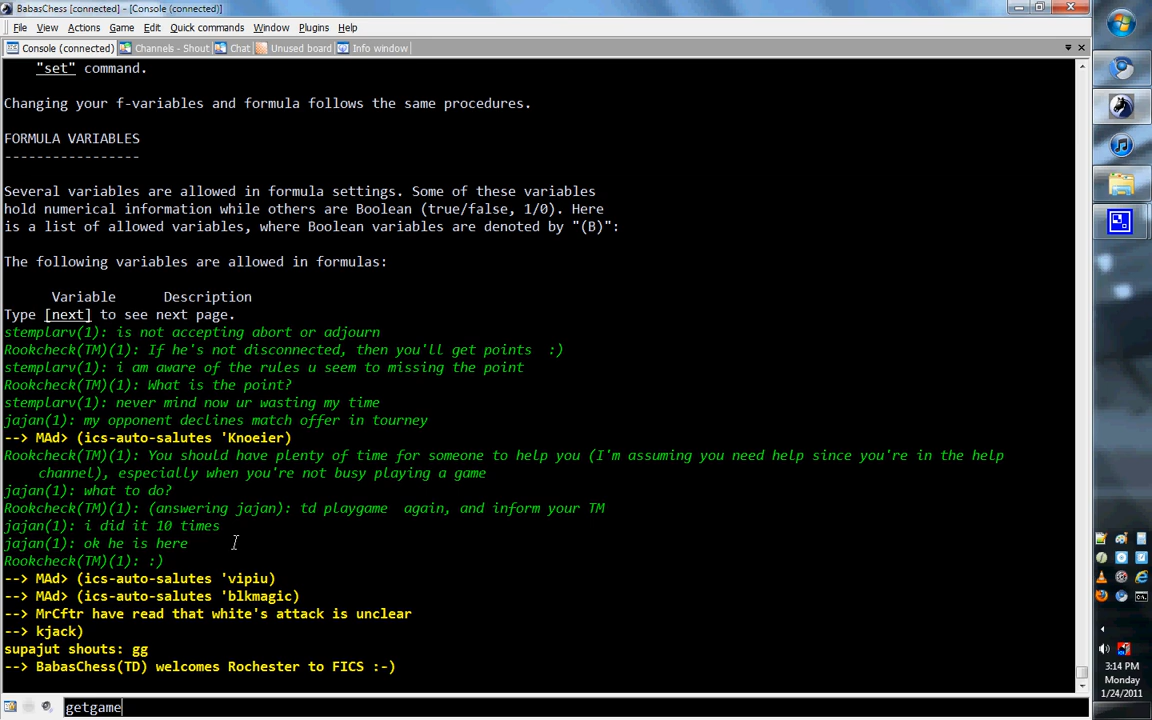 BabasChess [connected] - [Console (connected)]
File View Actions Game Edit Quick commands Window Plugins Help
Console (connected) Channels - Shout Chat Unused board Info window
"set" command.
Changing your f-variables and formula follows the same procedures.
FORMULA VARIABLES
-----------------
Several variables are allowed in formula settings. Some of these variables
hold numerical information while others are Boolean (true/false, 1/0). Here
is a list of allowed variables, where Boolean variables are denoted by "(B)":
The following variables are allowed in formulas:
Variable Description
Type [next] to see next page.
stemplarv(1): is not accepting abort or adjourn
Rookcheck(TM)(1): If he's not disconnected, then you'll get points :)
stemplarv(1): i am aware of the rules u seem to missing the point
Rookcheck(TM)(1): What is the point?
stemplarv(1): never mind now ur wasting my time
jajan(1): my opponent declines match offer in tourney
--> MAd> (ics-auto-salutes 'Knoeier)
Rookcheck(TM)(1): You should have plenty of time for someone to help you (I'm assuming you need help since you're in the help
channel), especially when you're not busy playing a game
jajan(1): what to do?
Rookcheck(TM)(1): (answering jajan): td playgame again, and inform your TM
jajan(1): i did it 10 times
jajan(1): ok he is here
Rookcheck(TM)(1): :)
--> MAd> (ics-auto-salutes 'vipiu)
--> MAd> (ics-auto-salutes 'blkmagic)
--> MrCftr have read that white's attack is unclear
--> kjack)
supajut shouts: gg
--> BabasChess(TD) welcomes Rochester to FICS :-)
getgame
3:14 PM
Monday
1/24/2011